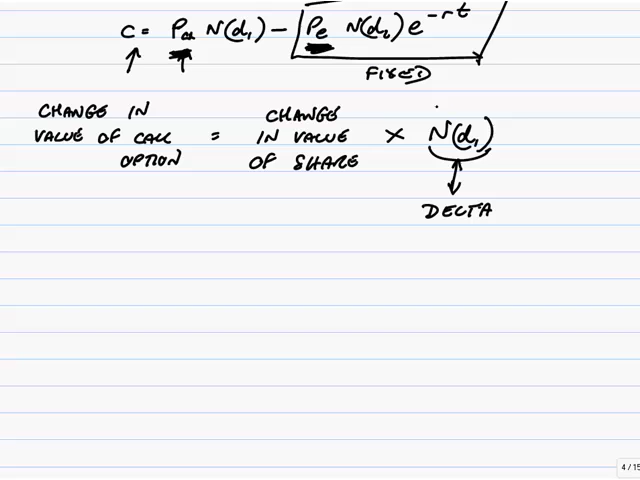 c = Pa N(d₁) − Pe N(d₂) e^-rt
FIXED
CHANGE IN VALUE OF CALL OPTION = CHANGE IN VALUE OF SHARE × N(d₁)
DELTA
4 / 15